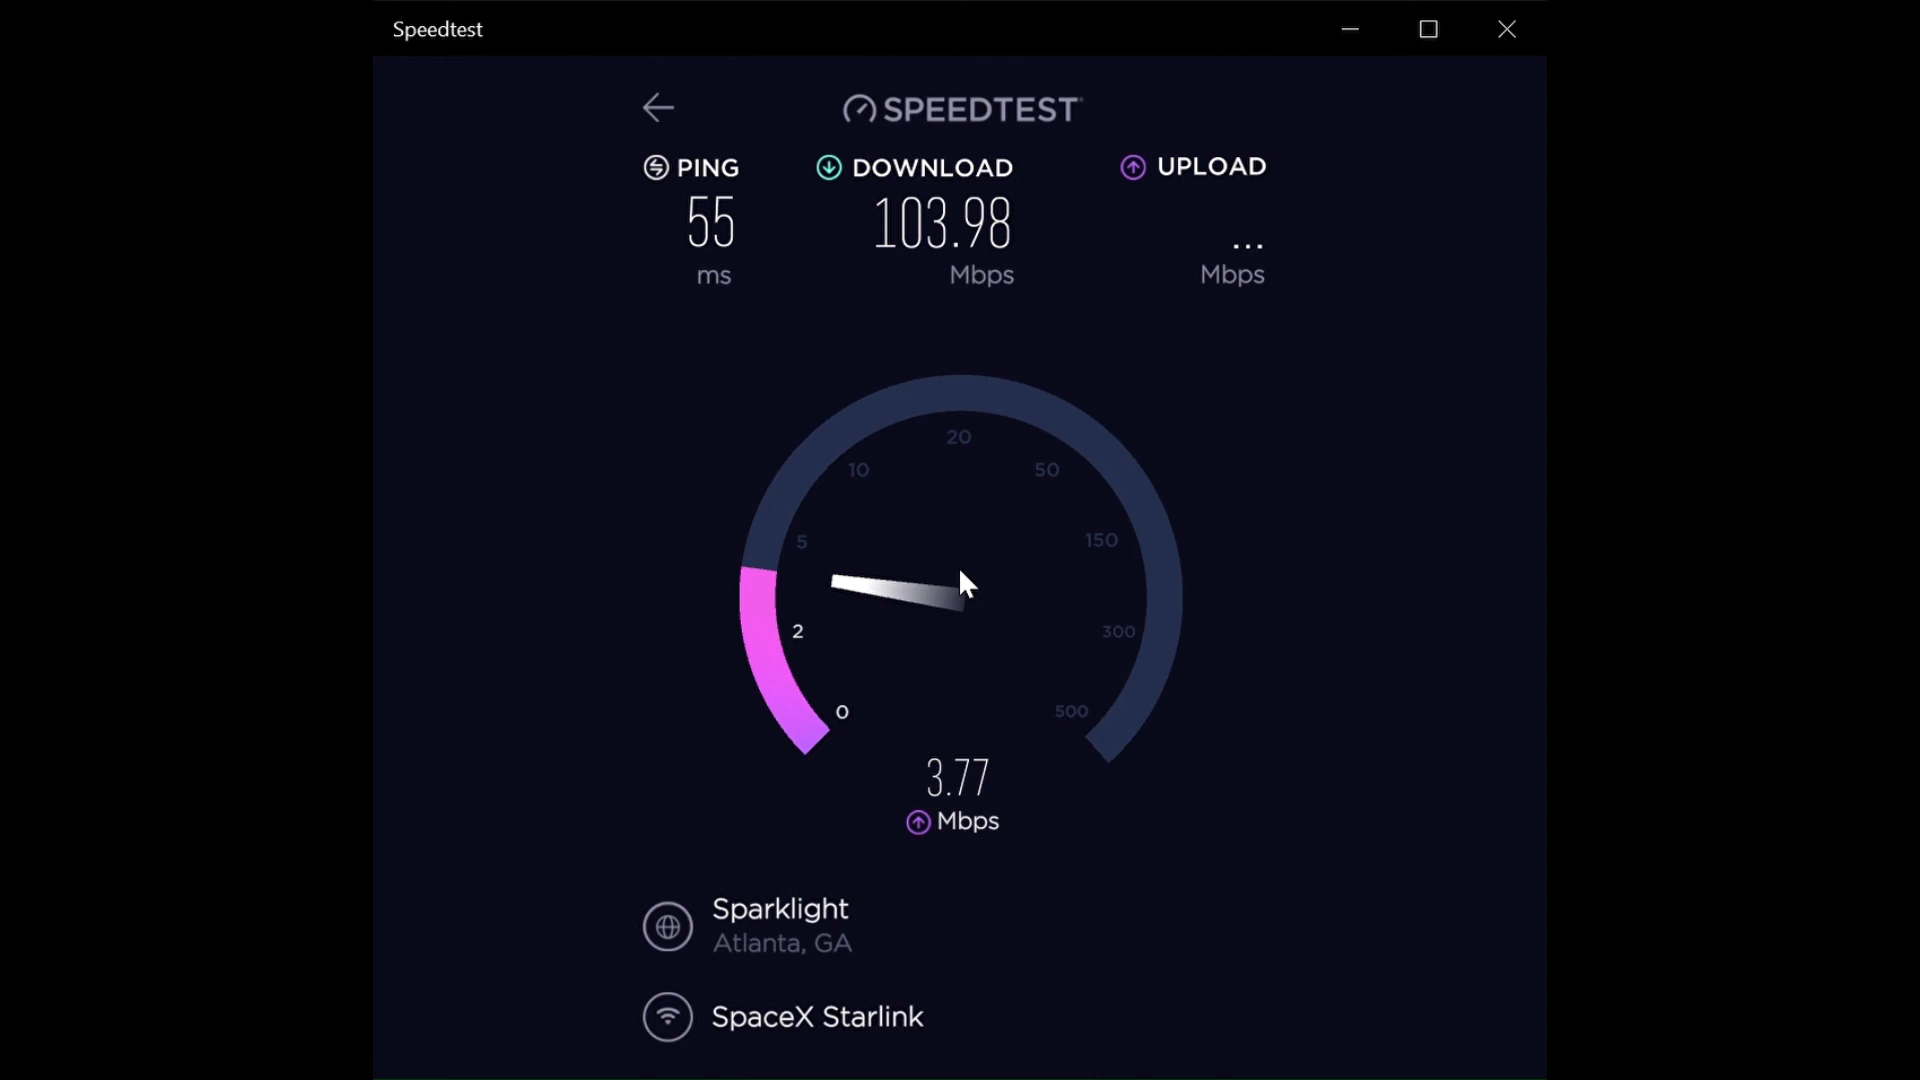 Speedtest
SPEEDTEST
PING
DOWNLOAD
UPLOAD
55
103.98
...
ms
Mbps
Mbps
20
10
50
5
150
2
300
0
500
3.77
Mbps
Sparklight
Atlanta, GA
SpaceX Starlink